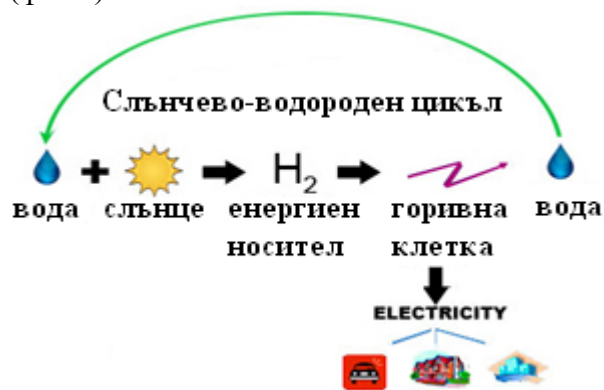 Слънчево-водороден цикъл
H2
вода слънце енергиен горивна вода
носител клетка
ELECTRICITY